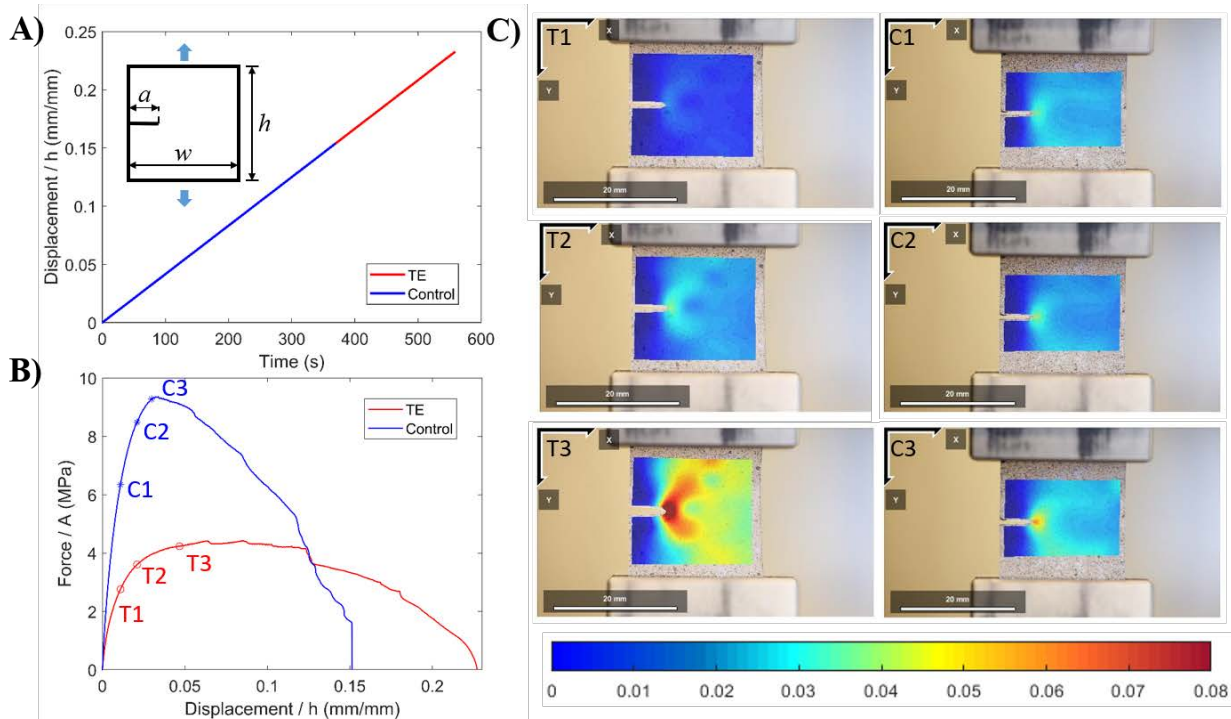 A)
0.25
0.2
0.15
0.1
0.05
0
Displacement / h (mm/mm)
a
w
h
TE
Control
0 100 200 300 400 500 600
Time (s)
B)
10
8
6
4
2
0
Force / A (MPa)
C3
C2
C1
T1
T2
T3
TE
Control
0 0.05 0.1 0.15 0.2
Displacement / h (mm/mm)
C)
T1
X
Y
20 mm
C1
X
Y
20 mm
T2
X
Y
20 mm
C2
X
Y
20 mm
T3
X
Y
20 mm
C3
X
Y
20 mm
0 0.01 0.02 0.03 0.04 0.05 0.06 0.07 0.08